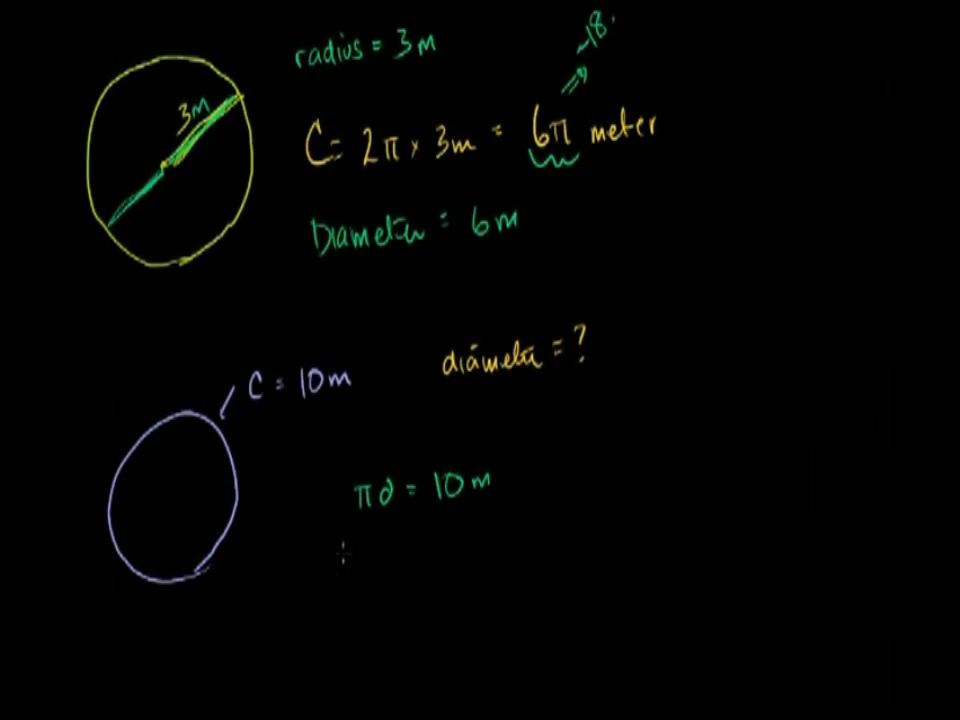 radius = 3m
~18.
3m
C = 2π × 3m = 6π meter
Diameter = 6m
C = 10m
diameter = ?
πd = 10m